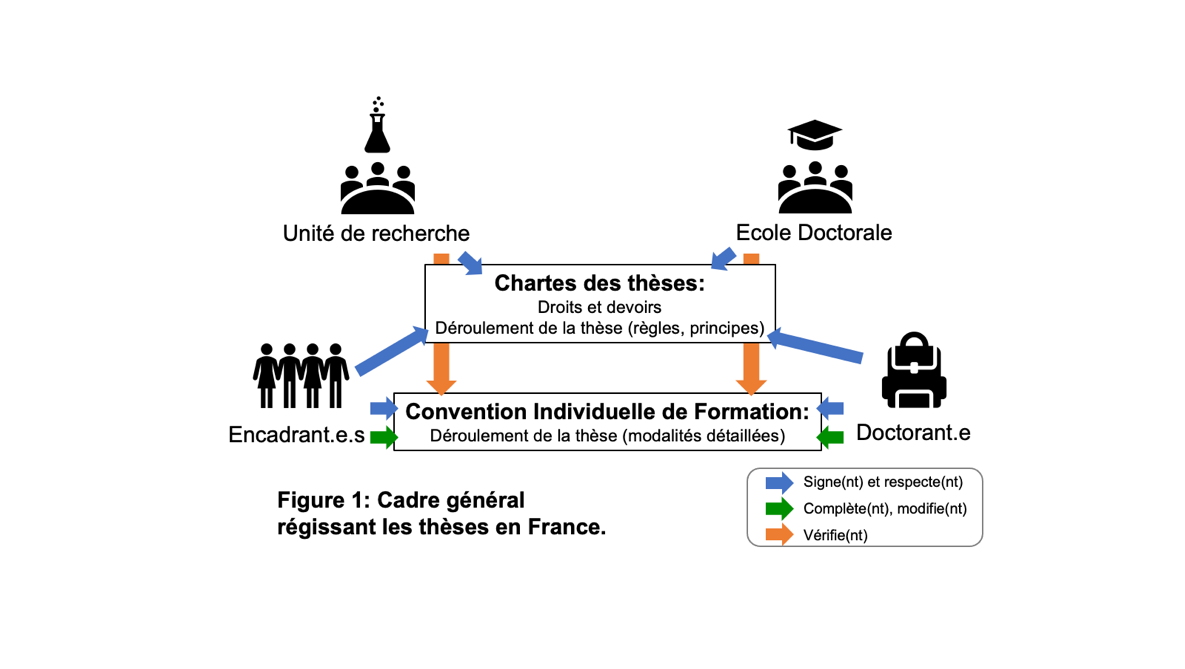 Unité de recherche
Ecole Doctorale
Chartes des thèses:
Droits et devoirs
Déroulement de la thèse (règles, principes)
Encadrant.e.s
Convention Individuelle de Formation:
Déroulement de la thèse (modalités détaillées)
Doctorant.e
Signe(nt) et respecte(nt)
Complète(nt), modifie(nt)
Vérifie(nt)
Figure 1: Cadre général
régissant les thèses en France.